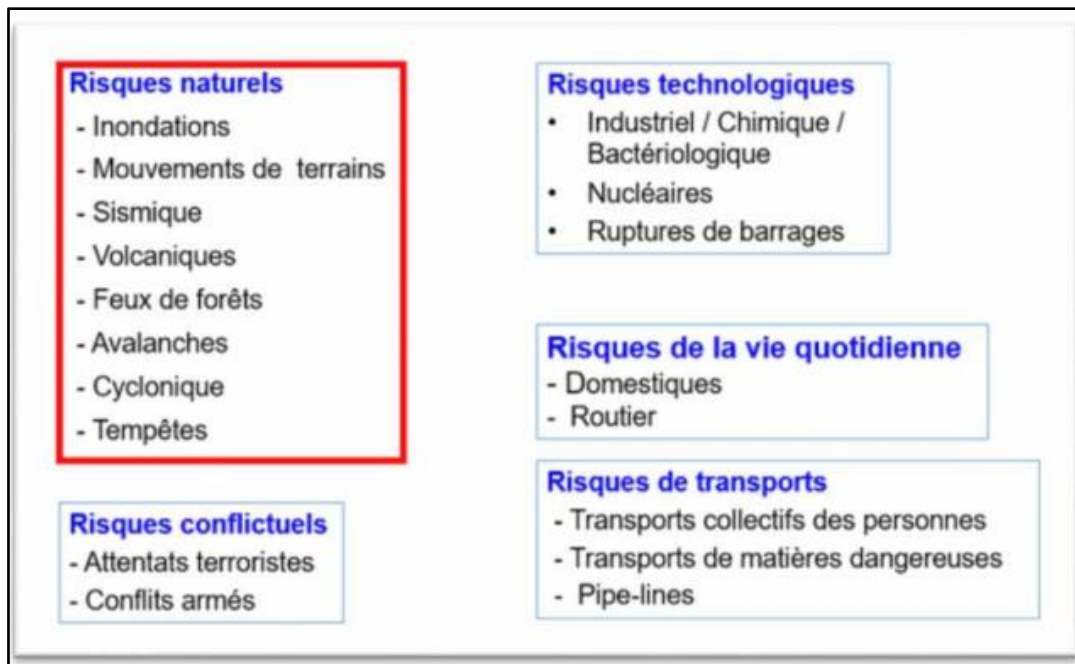 Risques naturels
- Inondations
- Mouvements de terrains
- Sismique
- Volcaniques
- Feux de forêts
- Avalanches
- Cyclonique
- Tempêtes
Risques conflictuels
- Attentats terroristes
- Conflits armés
Risques technologiques
• Industriel / Chimique /
Bactériologique
• Nucléaires
• Ruptures de barrages
Risques de la vie quotidienne
- Domestiques
- Routier
Risques de transports
- Transports collectifs des personnes
- Transports de matières dangereuses
- Pipe-lines